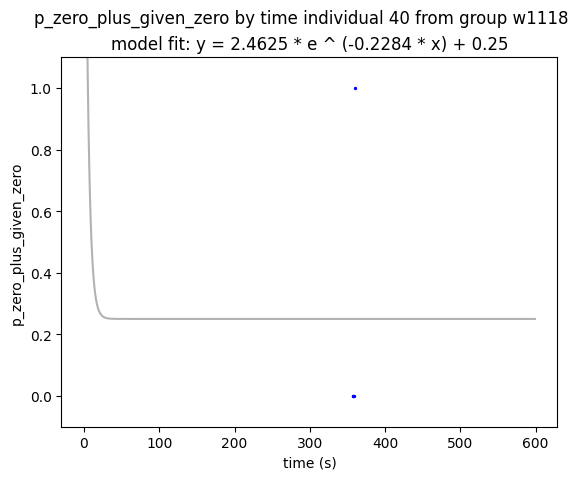 p_zero_plus_given_zero by time individual 40 from group w1118
model fit: y = 2.4625 * e ^ (-0.2284 * x) + 0.25
1.0
0.8
0.6
0.4
0.2
0.0
p_zero_plus_given_zero
0 100 200 300 400 500 600
time (s)